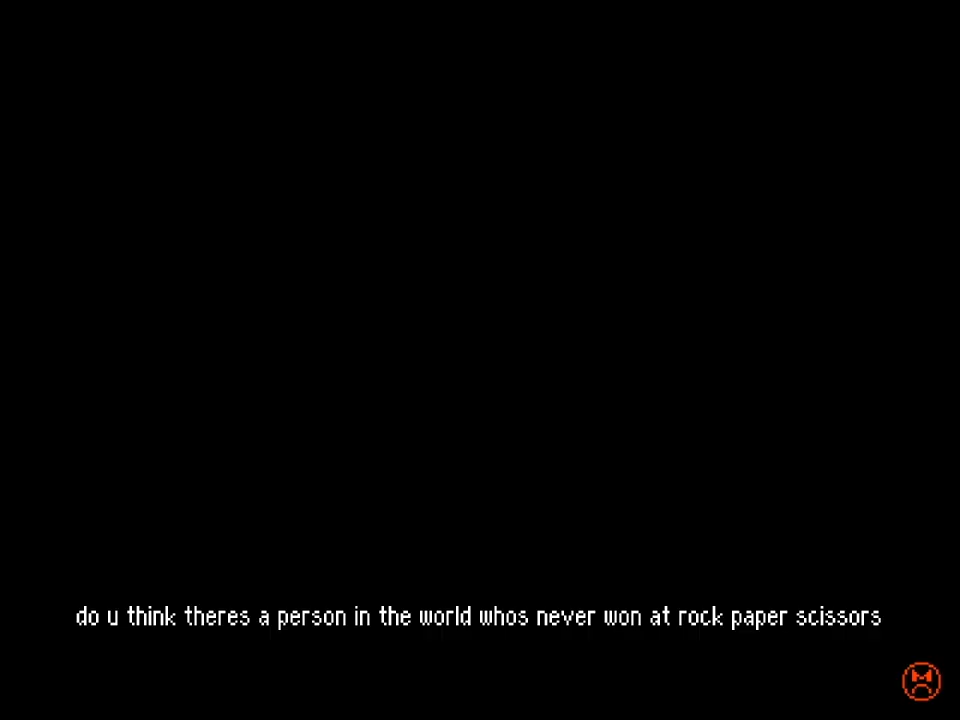 do u think theres a person in the world whos never won at rock paper scissors